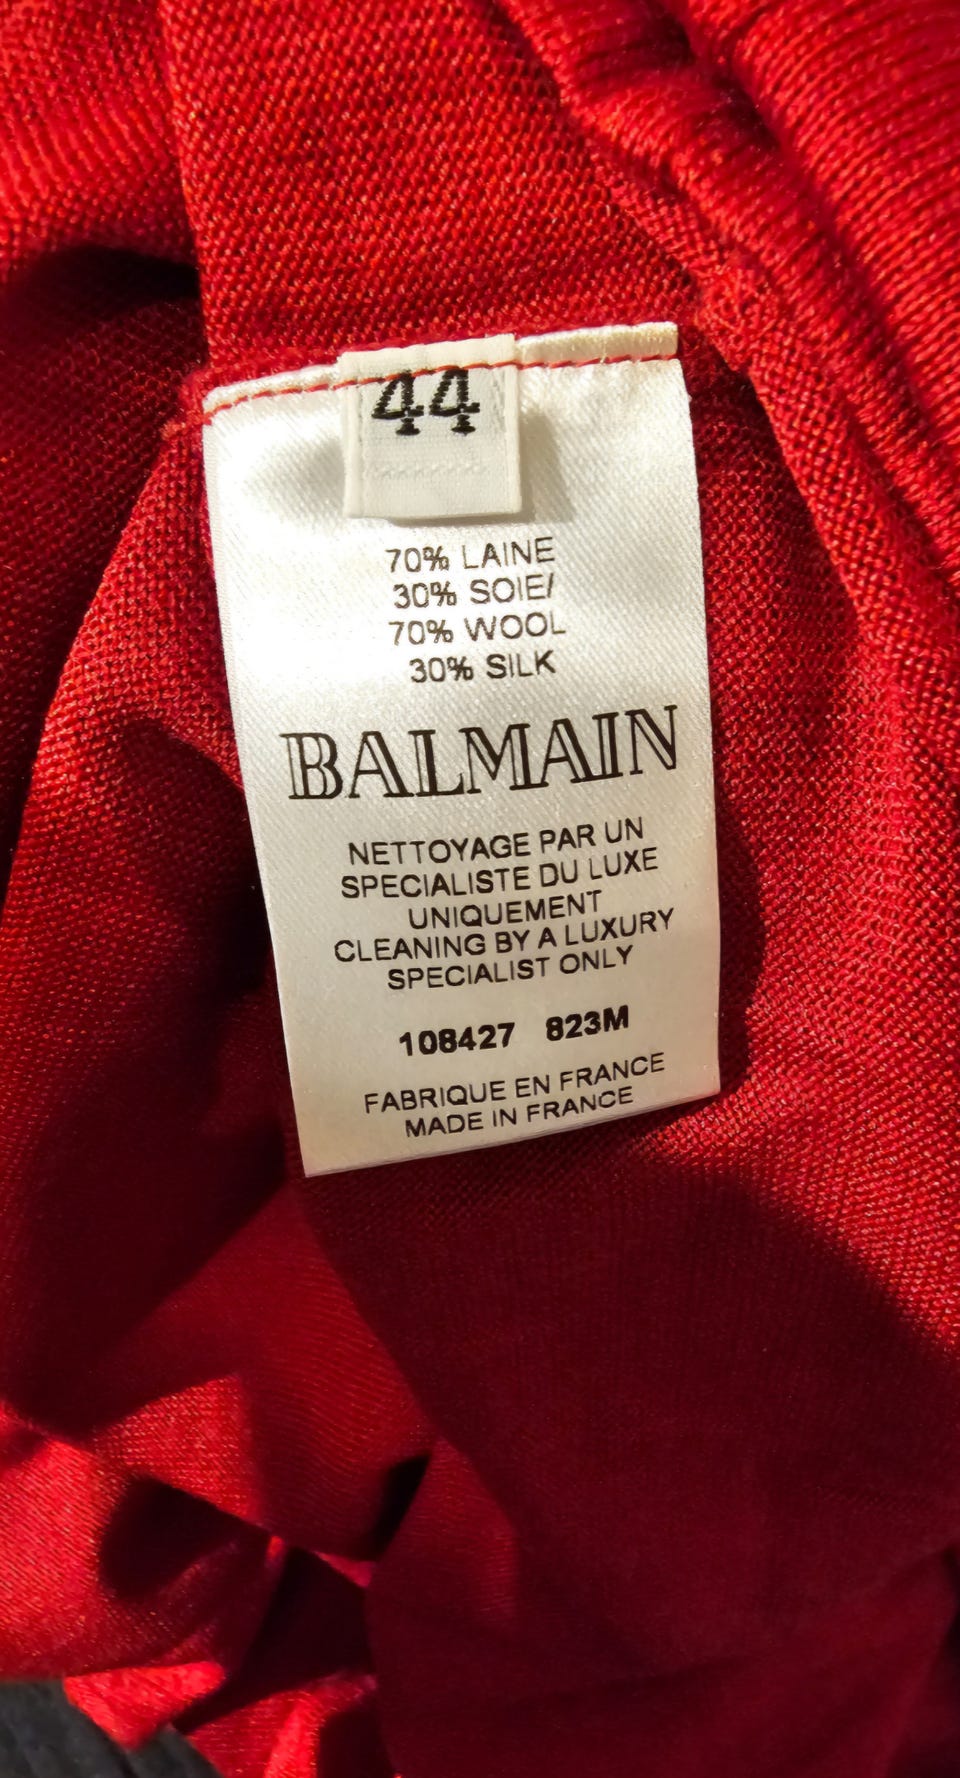 44
70% LAINE
30% SOIE/
70% WOOL
30% SILK
BALMAIN
NETTOYAGE PAR UN
SPECIALISTE DU LUXE
UNIQUEMENT
CLEANING BY A LUXURY
SPECIALIST ONLY
108427 823M
FABRIQUE EN FRANCE
MADE IN FRANCE